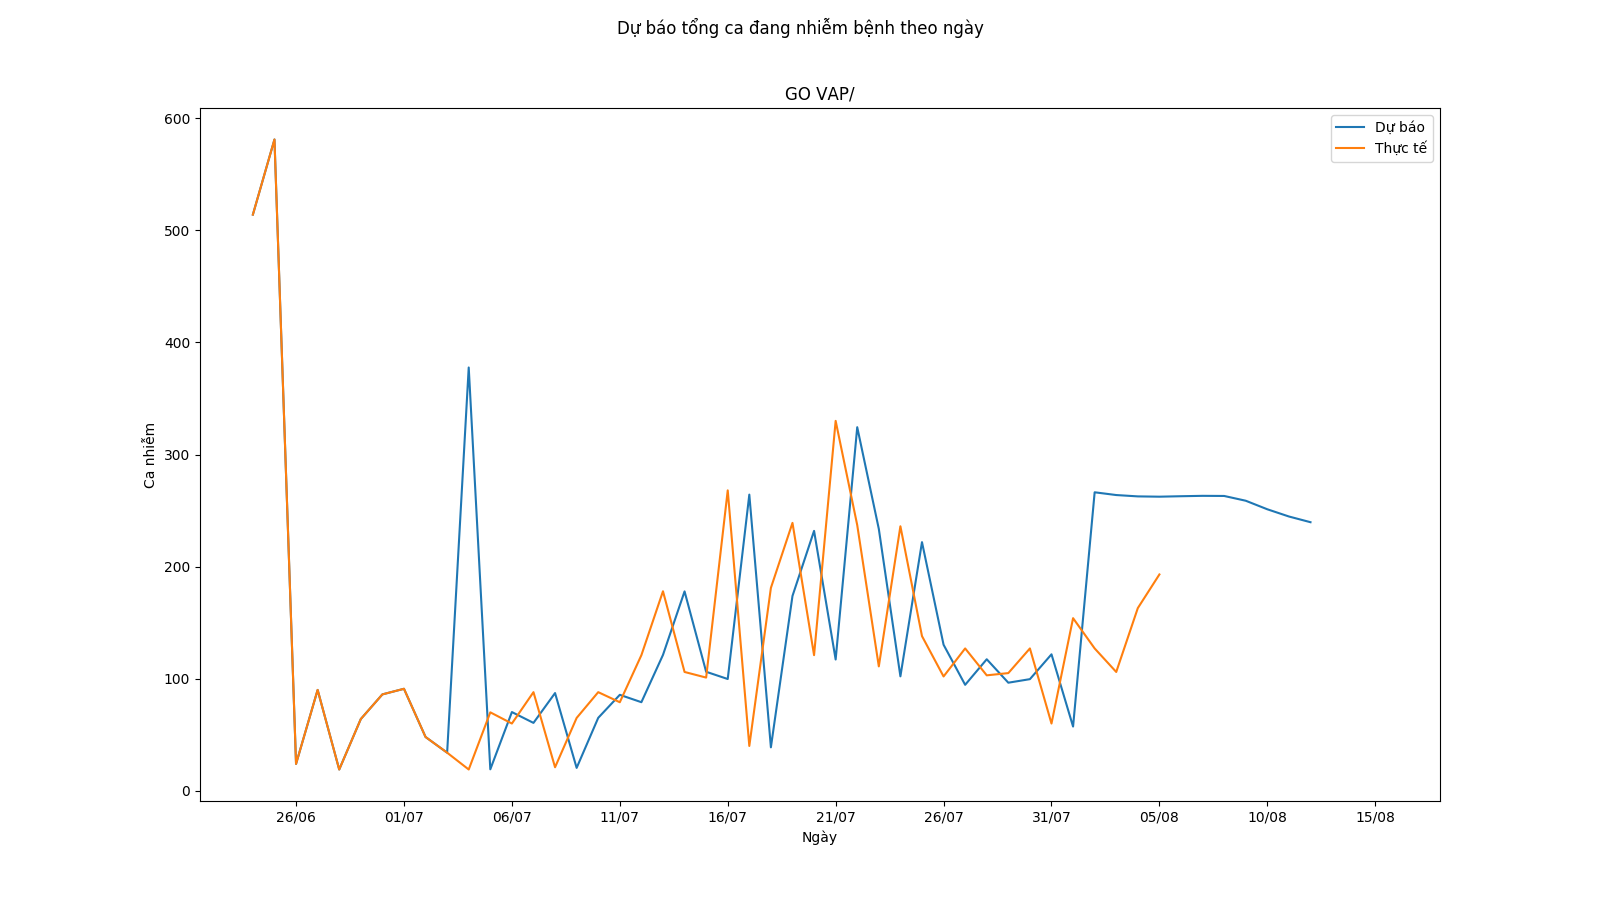 Dự báo tổng ca đang nhiễm bệnh theo ngày
GO VAP/
Dự báo
Thực tế
600
500
400
300
200
100
0
Ca nhiễm
26/06 01/07 06/07 11/07 16/07 21/07 26/07 31/07 05/08 10/08 15/08
Ngày